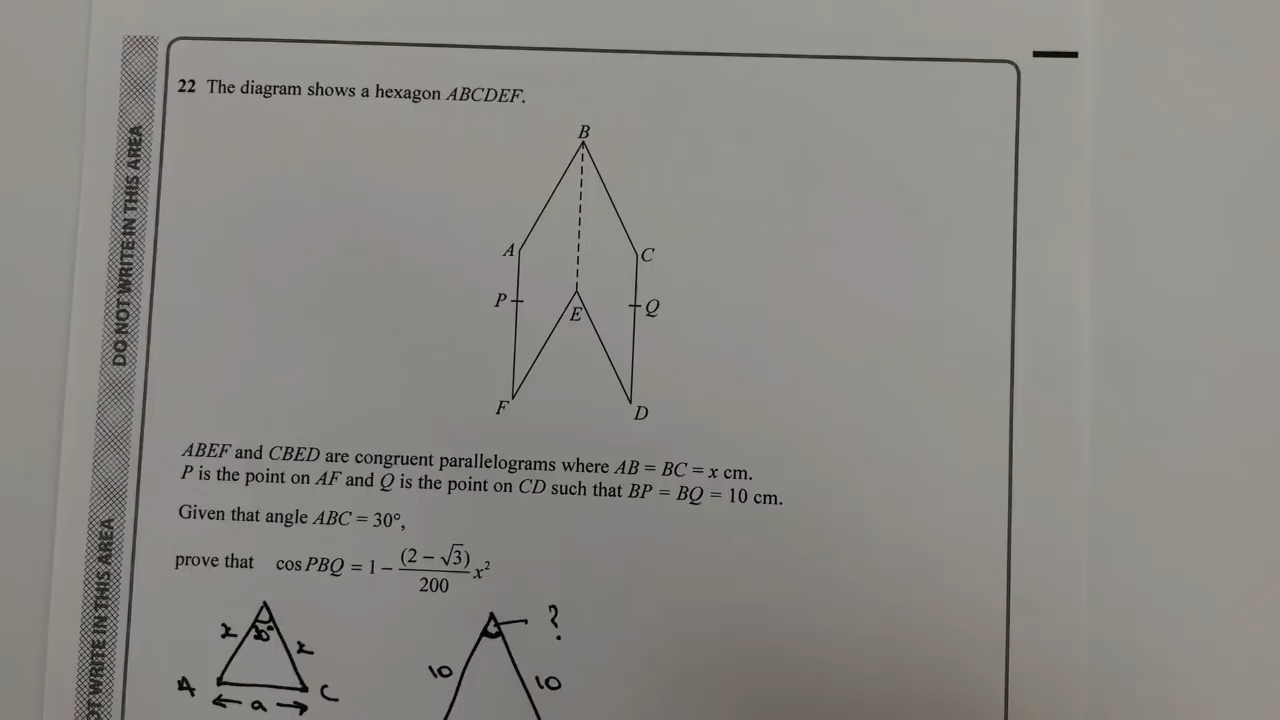 DO NOT WRITE IN THIS AREA
22 The diagram shows a hexagon ABCDEF.
B
A
C
P
Q
E
F
D
ABEF and CBED are congruent parallelograms where AB = BC = x cm.
P is the point on AF and Q is the point on CD such that BP = BQ = 10 cm.
Given that angle ABC = 30°,
prove that cos PBQ = 1 − (2 − √3)/200 x²
x 30° x
A ← a → C
?
10 10
OT WRITE IN THIS AREA